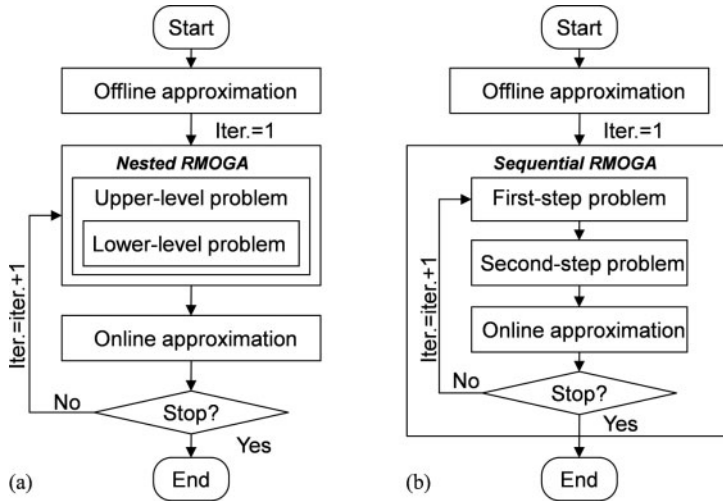 Start
Offline approximation
Iter.=1
Nested RMOGA
Upper-level problem
Lower-level problem
Iter.=iter.+1
Online approximation
No
Stop?
Yes
(a)
End
Start
Offline approximation
Iter.=1
Sequential RMOGA
First-step problem
Second-step problem
Iter.=iter.+1
Online approximation
No
Stop?
Yes
(b)
End